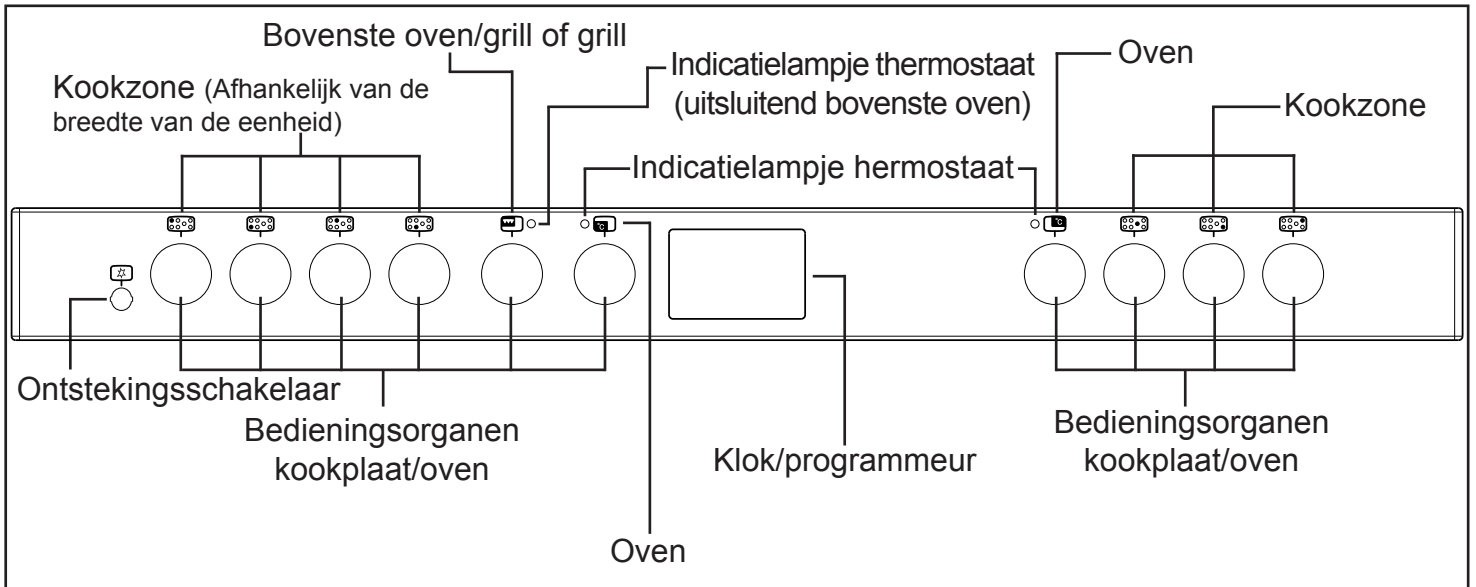 Bovenste oven/grill of grill
Kookzone (Afhankelijk van de
breedte van de eenheid)
Indicatielampje thermostaat
(uitsluitend bovenste oven)
Oven
Kookzone
Indicatielampje hermostaat
Ontstekingsschakelaar
Bedieningsorganen
kookplaat/oven
Klok/programmeur
Bedieningsorganen
kookplaat/oven
Oven